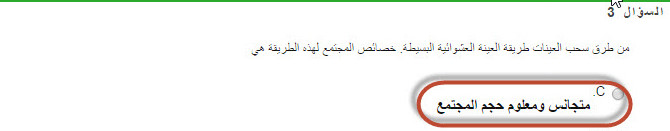 السؤال 3
من طرق سحب العينات طريقة العينة العشوائية البسيطة. خصائص المجتمع لهذه الطريقة هي
.C
متجانس ومعلوم حجم المجتمع